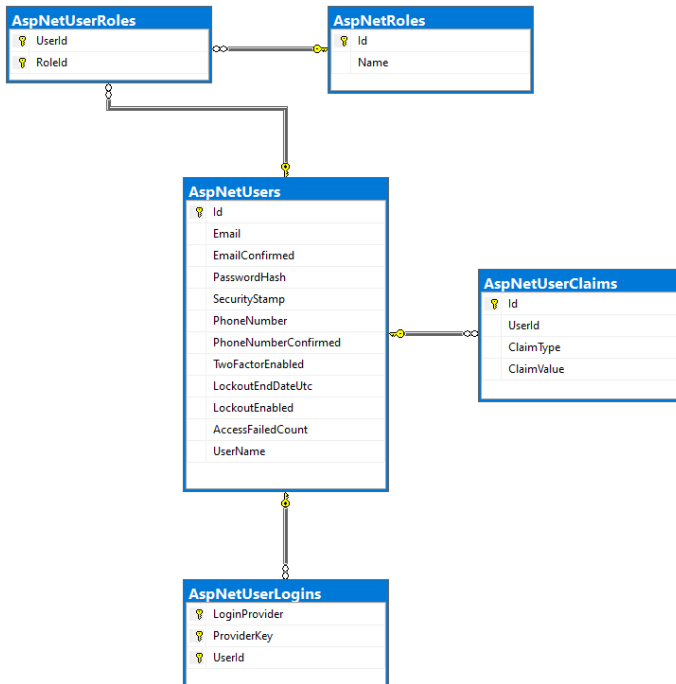 AspNetUserRoles
UserId
RoleId
AspNetRoles
Id
Name
AspNetUsers
Id
Email
EmailConfirmed
PasswordHash
SecurityStamp
PhoneNumber
PhoneNumberConfirmed
TwoFactorEnabled
LockoutEndDateUtc
LockoutEnabled
AccessFailedCount
UserName
AspNetUserClaims
Id
UserId
ClaimType
ClaimValue
AspNetUserLogins
LoginProvider
ProviderKey
UserId